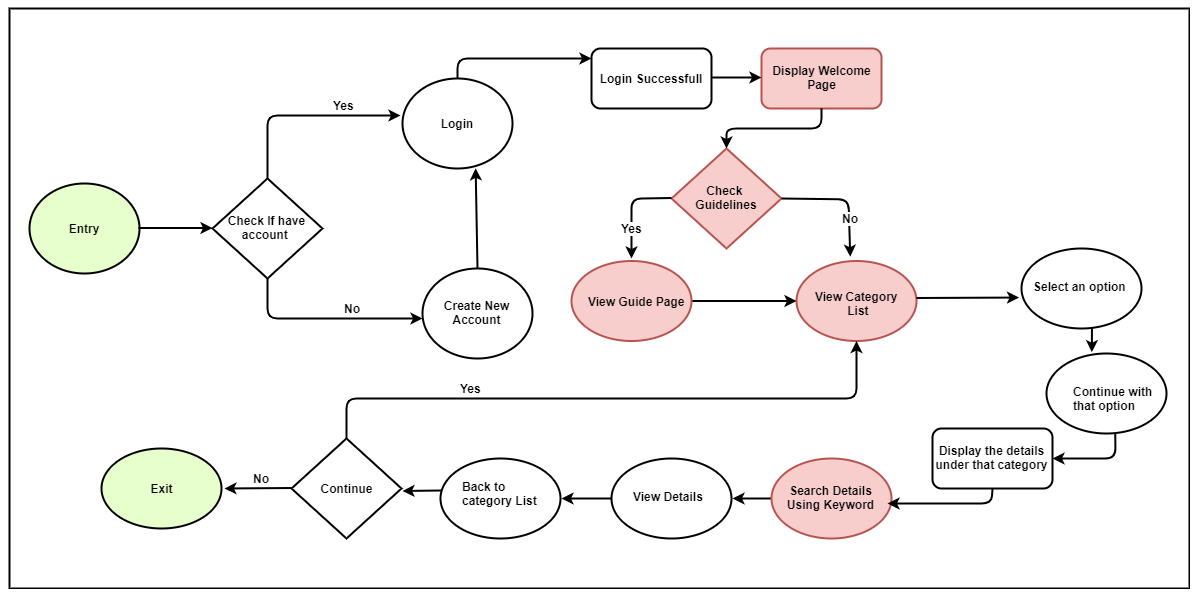 Entry
Check If have
account
Yes
No
Login
Create New
Account
Login Successfull
Display Welcome
Page
Check
Guidelines
Yes
No
View Guide Page
View Category
List
Select an option
Continue with
that option
Display the details
under that category
Search Details
Using Keyword
View Details
Back to
category List
Continue
Yes
No
Exit